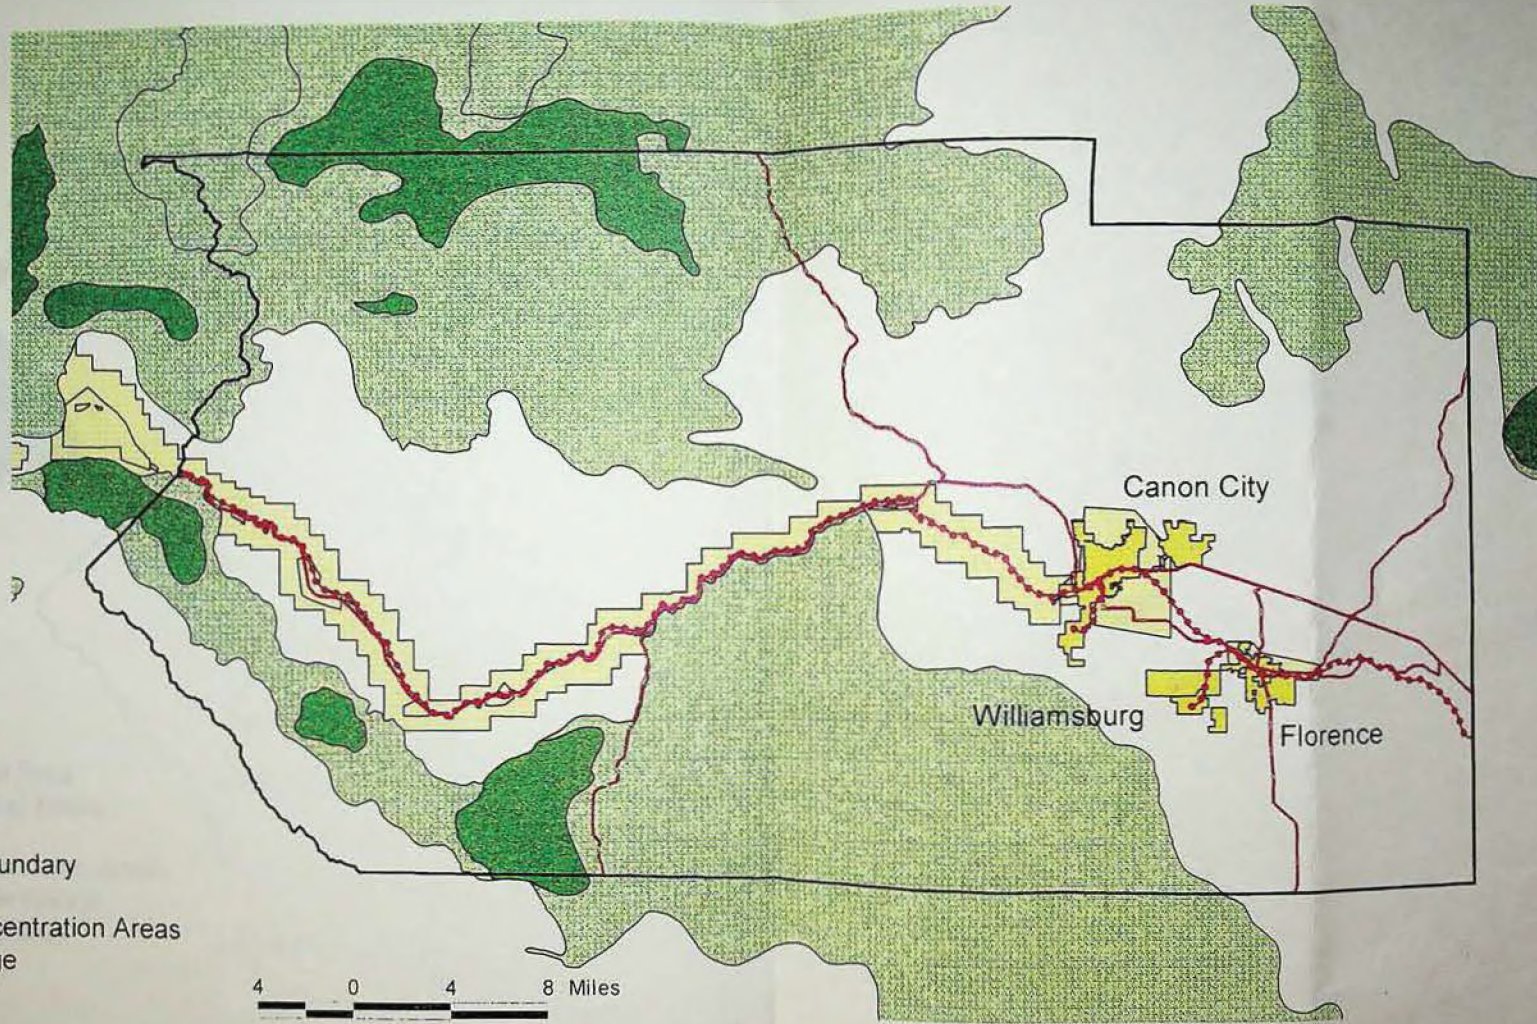 Canon City
Williamsburg
Florence
undary
centration Areas
ge
4 0 4 8 Miles